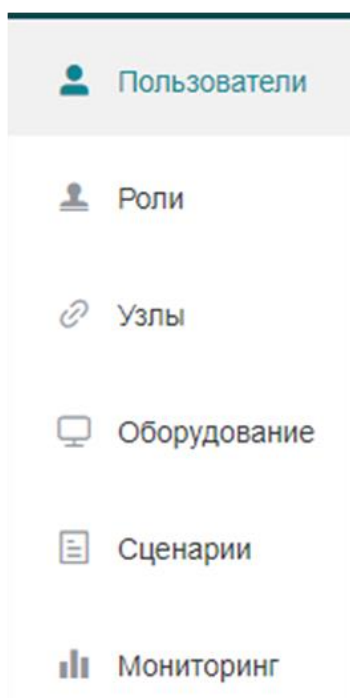 Пользователи
Роли
Узлы
Оборудование
Сценарии
Мониторинг